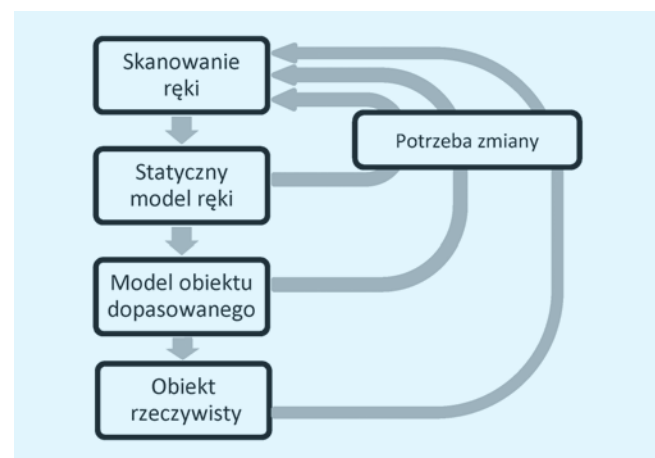 Skanowanie
ręki
Potrzeba zmiany
Statyczny
model ręki
Model obiektu
dopasowanego
Obiekt
rzeczywisty